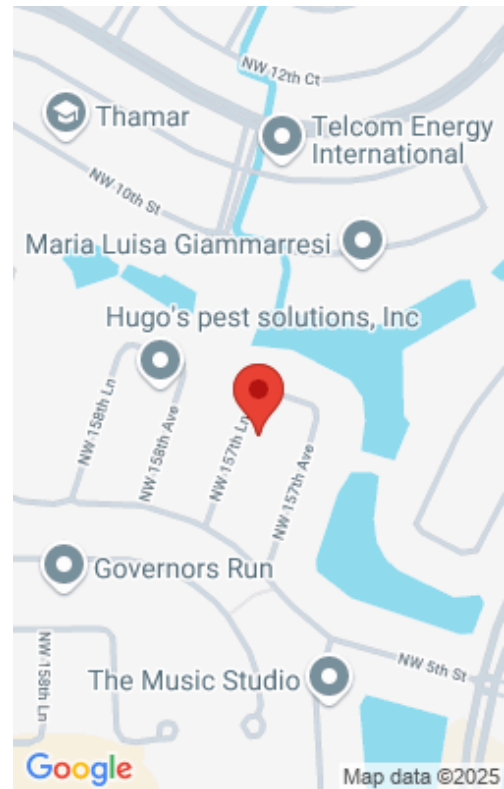 NW 12th Ct
Thamar
Telcom Energy
International
NW 10th St
Maria Luisa Giammarresi
Hugo's pest solutions, Inc
NW 158th Ln
NW 158th Ave
NW 157th Ln
NW 157th Ave
Governors Run
NW 158th Ln
The Music Studio
NW 5th St
Google
Map data ©2025